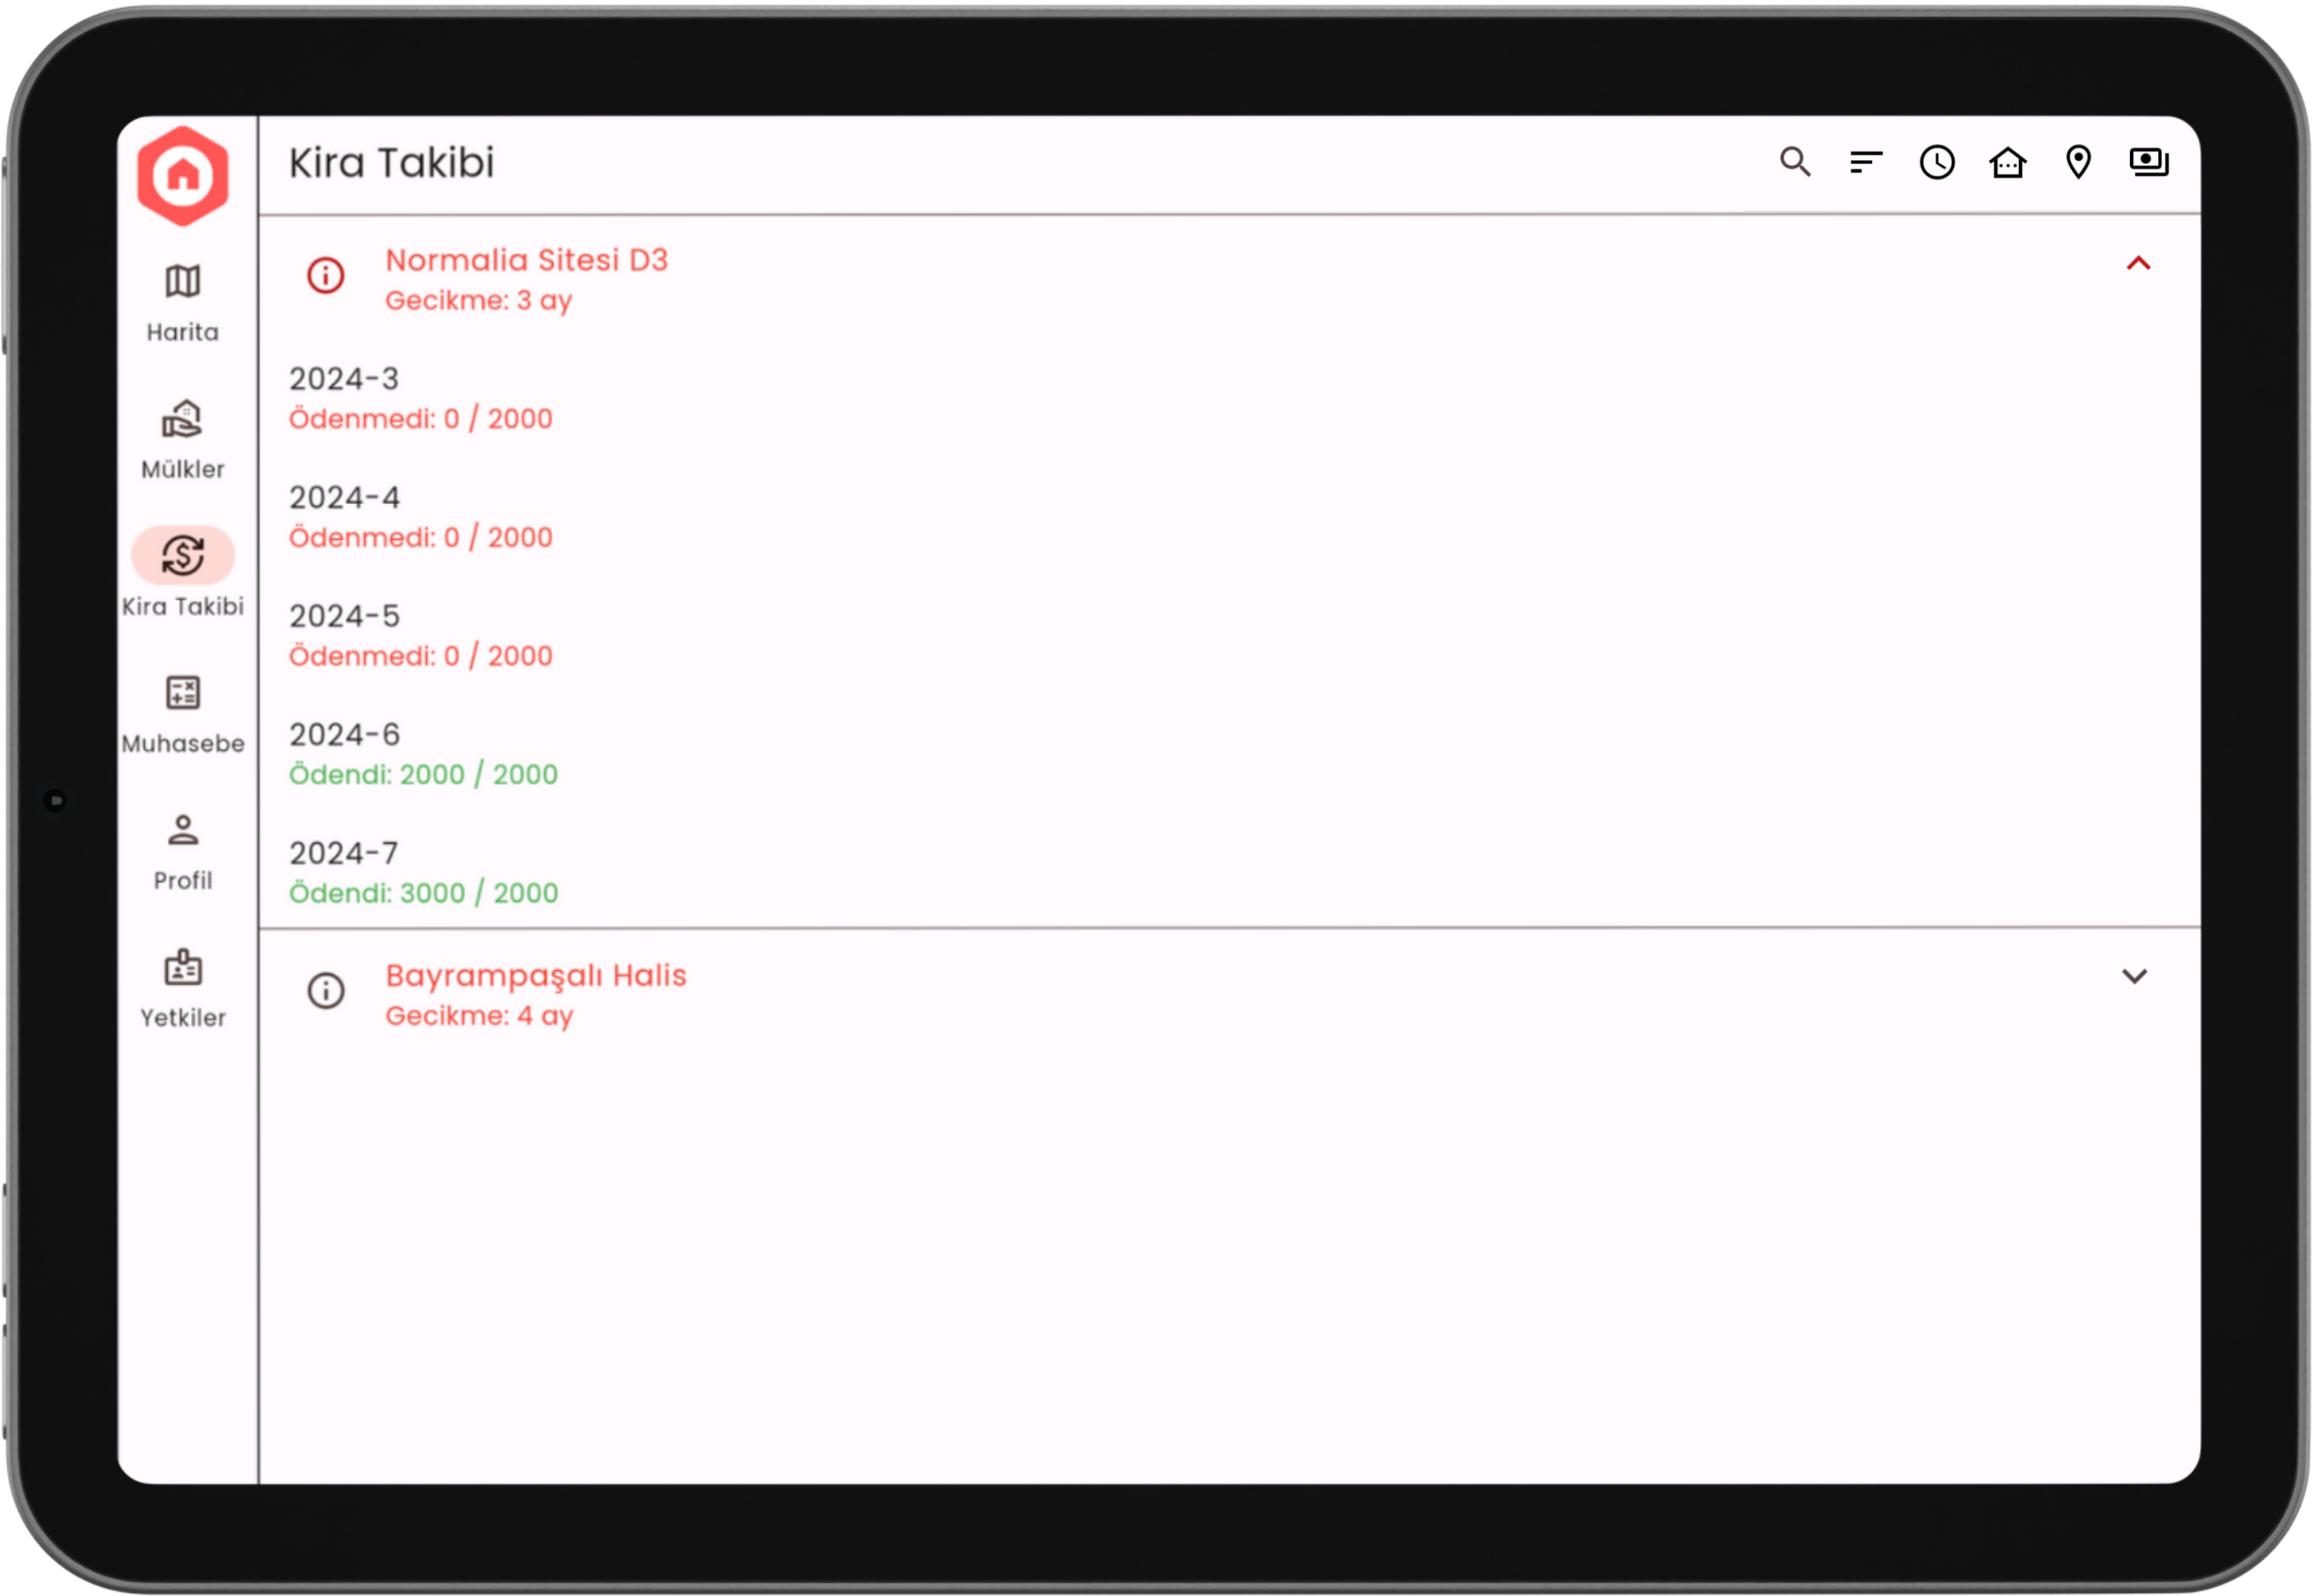 Kira Takibi
Harita
Mülkler
Kira Takibi
Muhasebe
Profil
Yetkiler
Normalia Sitesi D3
Gecikme: 3 ay
2024-3
Ödenmedi: 0 / 2000
2024-4
Ödenmedi: 0 / 2000
2024-5
Ödenmedi: 0 / 2000
2024-6
Ödendi: 2000 / 2000
2024-7
Ödendi: 3000 / 2000
Bayrampaşalı Halis
Gecikme: 4 ay